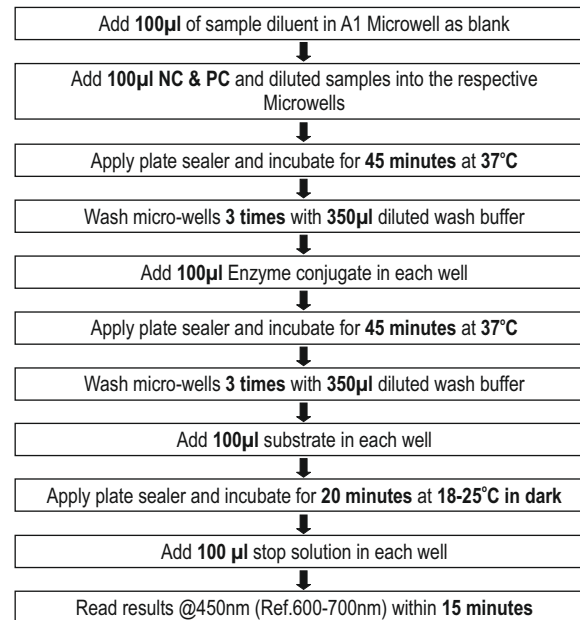 Add 100µl of sample diluent in A1 Microwell as blank
Add 100µl NC & PC and diluted samples into the respective
Microwells
Apply plate sealer and incubate for 45 minutes at 37°C
Wash micro-wells 3 times with 350µl diluted wash buffer
Add 100µl Enzyme conjugate in each well
Apply plate sealer and incubate for 45 minutes at 37°C
Wash micro-wells 3 times with 350µl diluted wash buffer
Add 100µl substrate in each well
Apply plate sealer and incubate for 20 minutes at 18-25°C in dark
Add 100 µl stop solution in each well
Read results @450nm (Ref.600-700nm) within 15 minutes